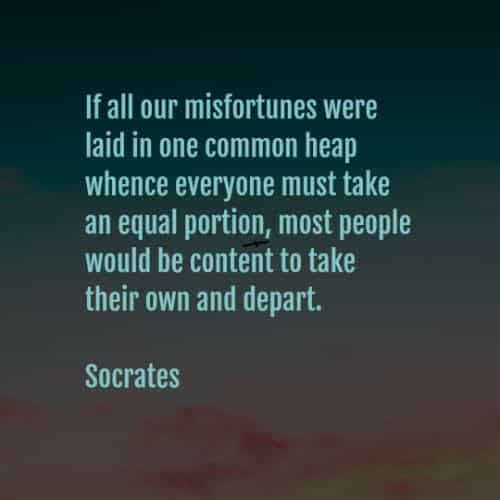 If all our misfortunes were
laid in one common heap
whence everyone must take
an equal portion, most people
would be content to take
their own and depart.
Socrates